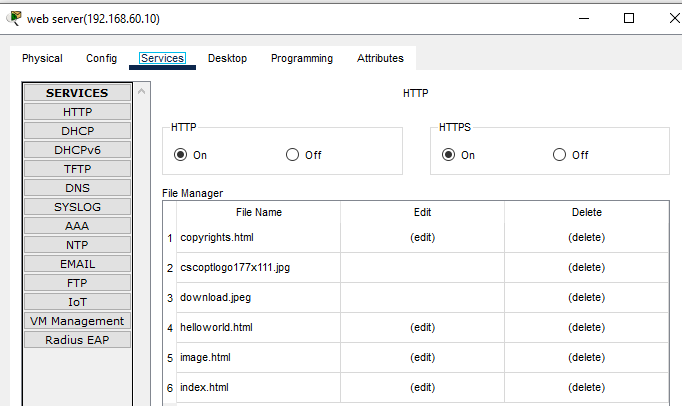 web server(192.168.60.10)
Physical Config Services Desktop Programming Attributes
SERVICES
HTTP
DHCP
DHCPv6
TFTP
DNS
SYSLOG
AAA
NTP
EMAIL
FTP
IoT
VM Management
Radius EAP
HTTP
HTTP
On Off
HTTPS
On Off
File Manager
File Name Edit Delete
1 copyrights.html (edit) (delete)
2 cscoptlogo177x111.jpg (delete)
3 download.jpeg (delete)
4 helloworld.html (edit) (delete)
5 image.html (edit) (delete)
6 index.html (edit) (delete)